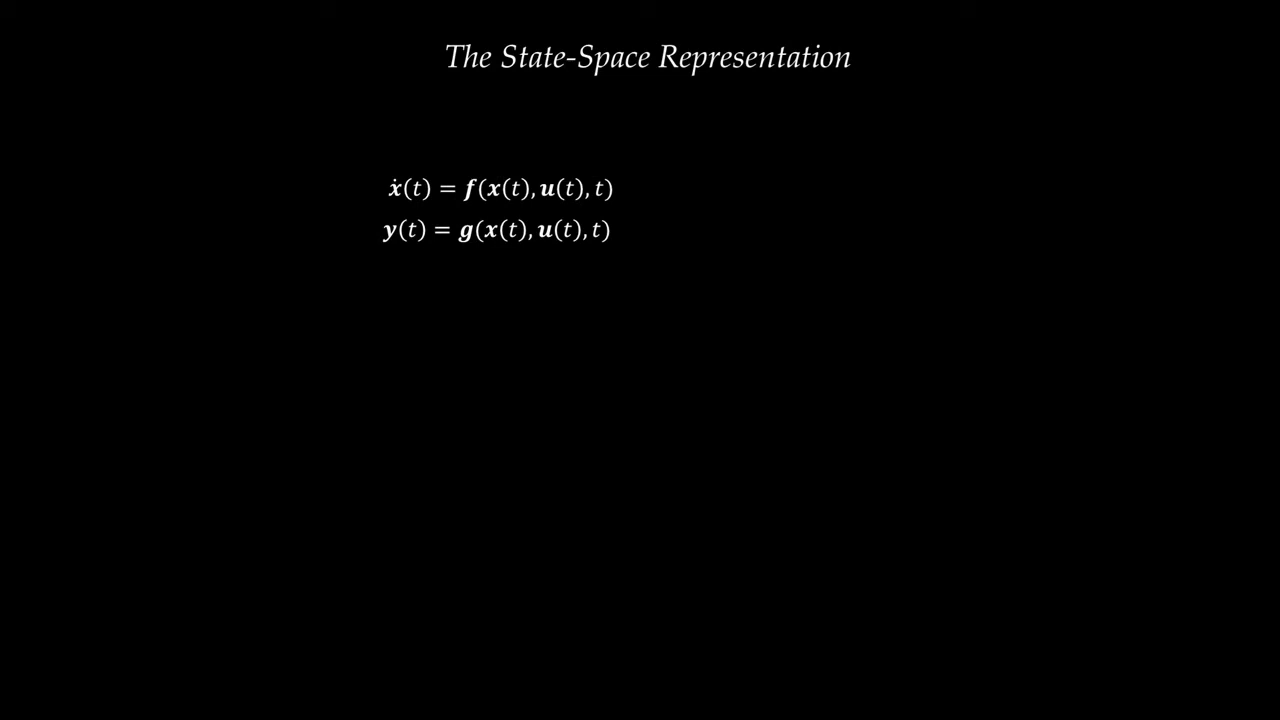 The State-Space Representation
𝒙̇(t) = 𝒇(𝒙(t), 𝒖(t), t)
𝒚(t) = 𝒈(𝒙(t), 𝒖(t), t)